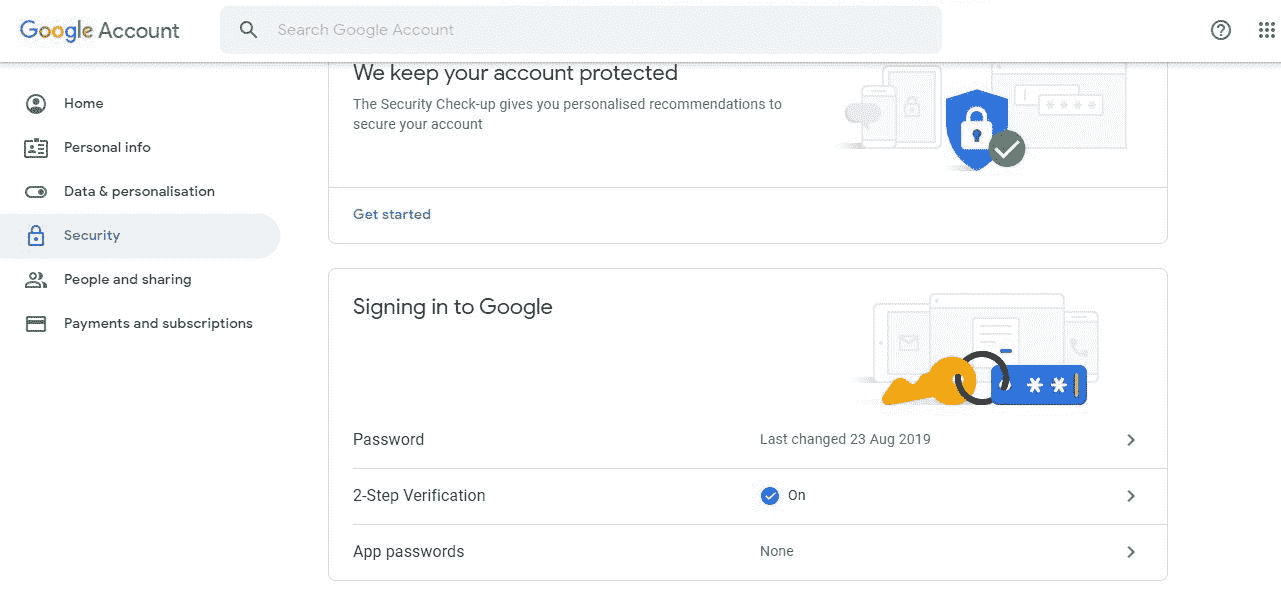 Google Account
Search Google Account
Home
Personal info
Data & personalisation
Security
People and sharing
Payments and subscriptions
We keep your account protected
The Security Check-up gives you personalised recommendations to
secure your account
Get started
Signing in to Google
Password
Last changed 23 Aug 2019
2-Step Verification
On
App passwords
None